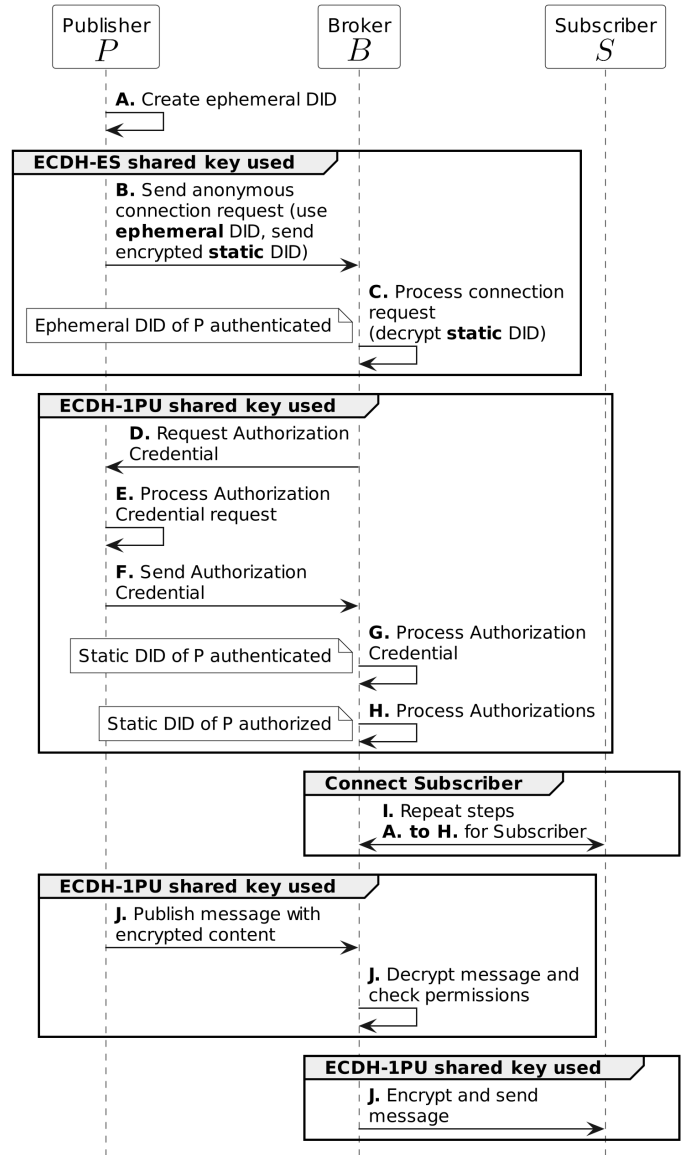 Publisher
P
Broker
B
Subscriber
S
A. Create ephemeral DID
ECDH-ES shared key used
B. Send anonymous
connection request (use
ephemeral DID, send
encrypted static DID)
C. Process connection
request
(decrypt static DID)
Ephemeral DID of P authenticated
ECDH-1PU shared key used
D. Request Authorization
Credential
E. Process Authorization
Credential request
F. Send Authorization
Credential
G. Process Authorization
Credential
Static DID of P authenticated
H. Process Authorizations
Static DID of P authorized
Connect Subscriber
I. Repeat steps
A. to H. for Subscriber
ECDH-1PU shared key used
J. Publish message with
encrypted content
J. Decrypt message and
check permissions
ECDH-1PU shared key used
J. Encrypt and send
message